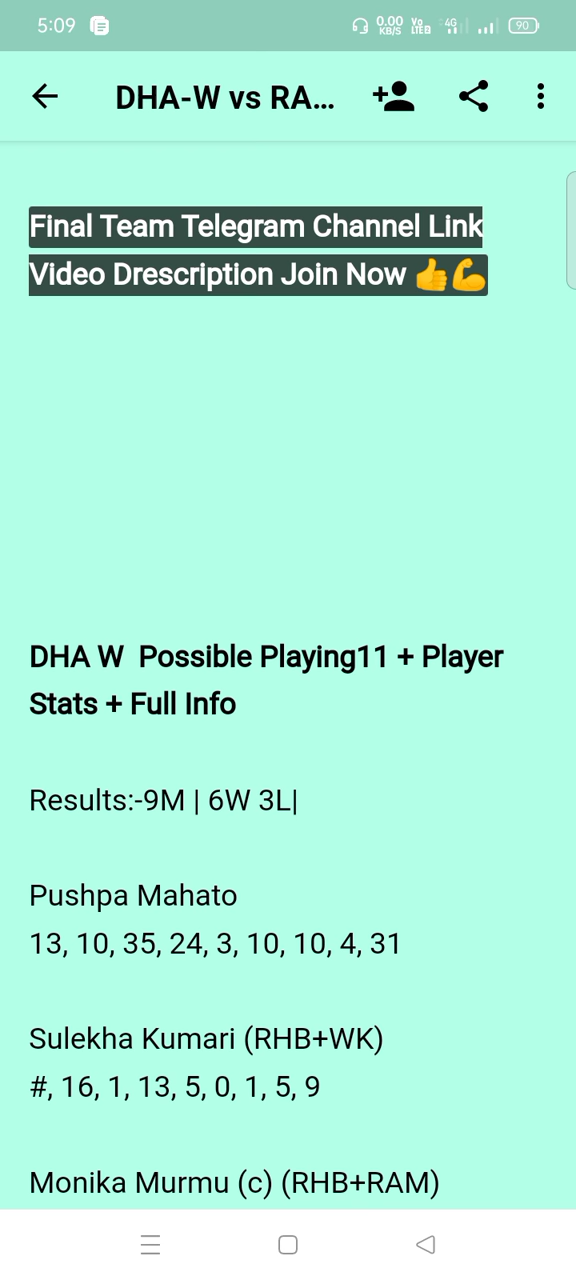 5:09
0.00
KB/S
Vo
LTEB
4G
90
DHA-W vs RA...
Final Team Telegram Channel Link
Video Drescription Join Now 👍💪
DHA W  Possible Playing11 + Player
Stats + Full Info
Results:-9M | 6W 3L|
Pushpa Mahato
13, 10, 35, 24, 3, 10, 10, 4, 31
Sulekha Kumari (RHB+WK)
#, 16, 1, 13, 5, 0, 1, 5, 9
Monika Murmu (c) (RHB+RAM)